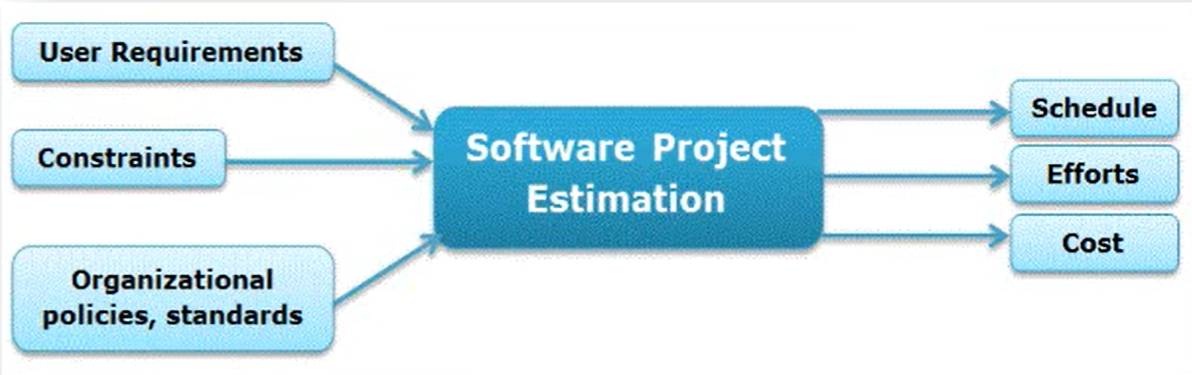 User Requirements
Constraints
Organizational
policies, standards
Software Project
Estimation
Schedule
Efforts
Cost